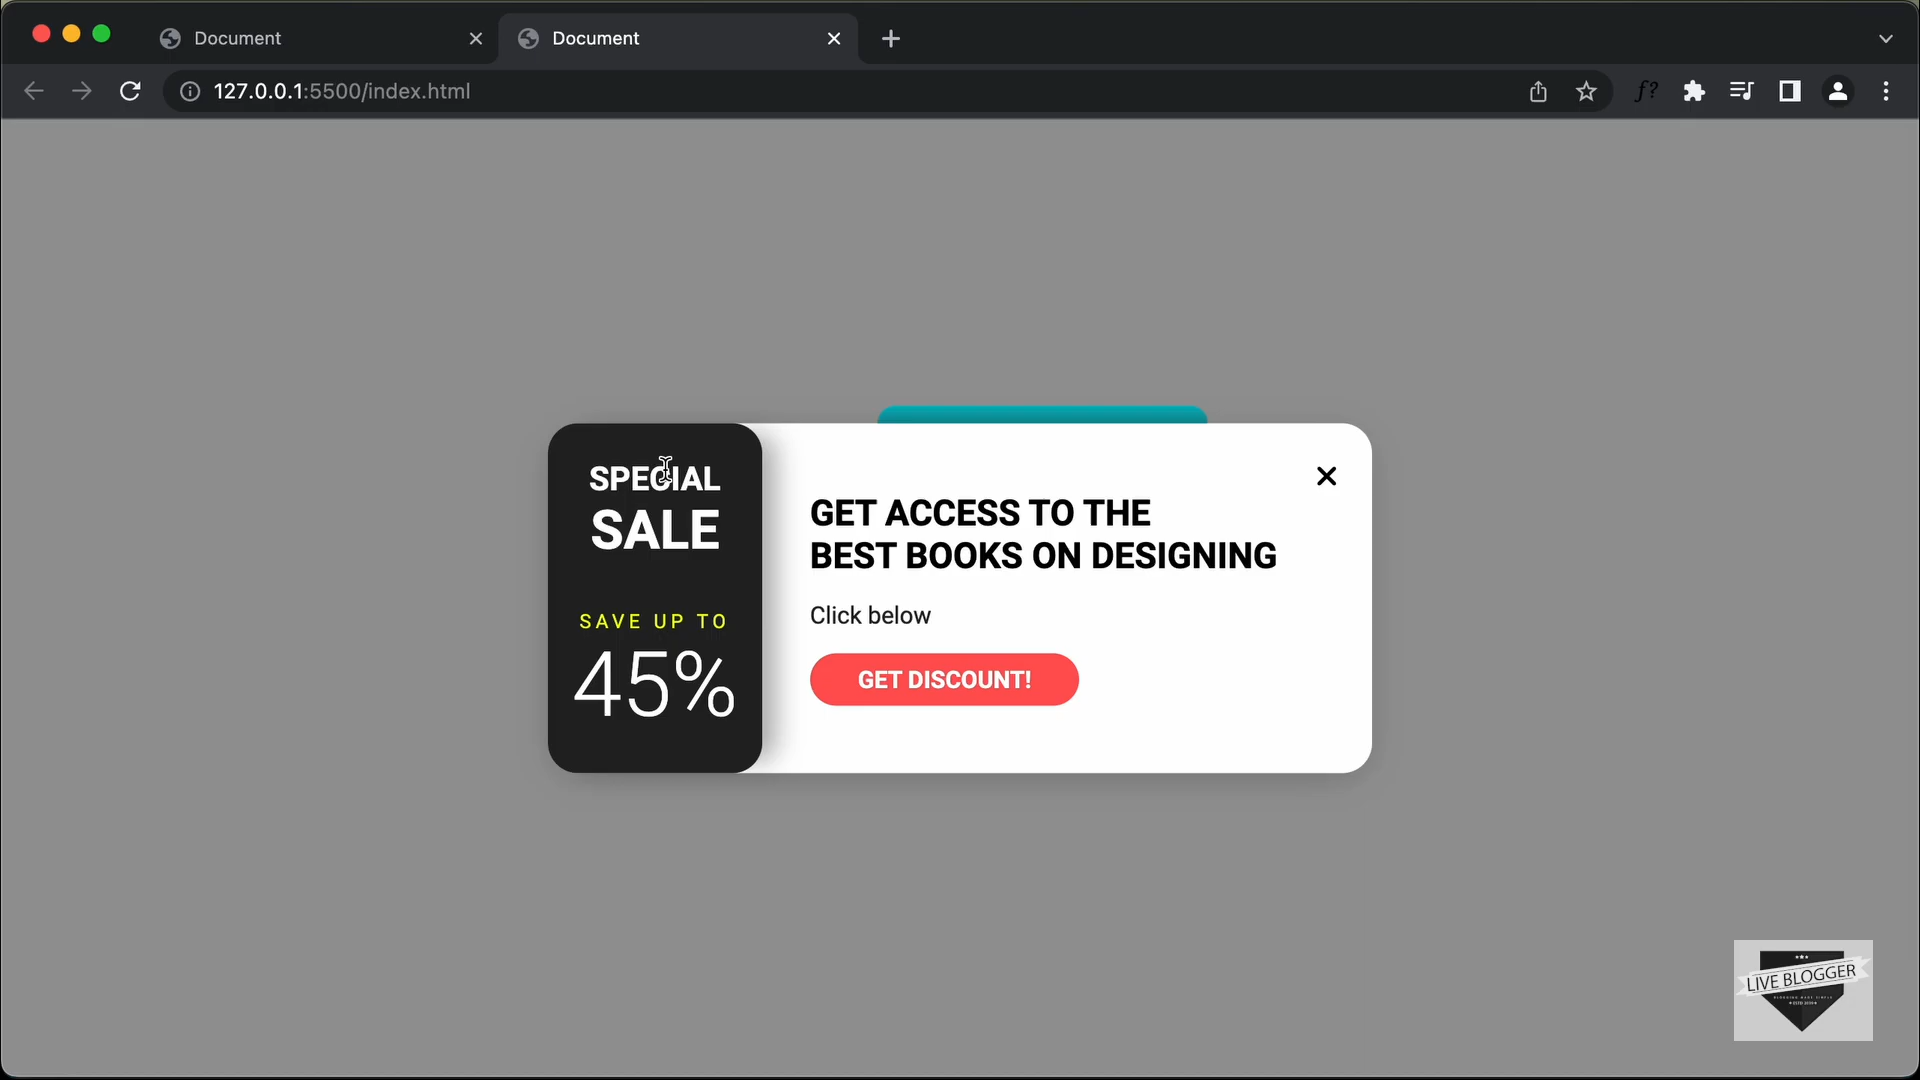 Document
Document
127.0.0.1:5500/index.html
f?
SPECIAL
SALE
SAVE UP TO
45%
GET ACCESS TO THE
BEST BOOKS ON DESIGNING
Click below
GET DISCOUNT!
LIVE BLOGGER